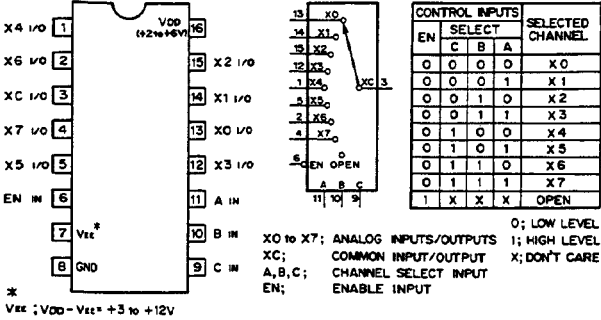 X4 I/O 1
VDD (+2to+6V) 16
X6 I/O 2
15 X2 I/O
XC I/O 3
14 X1 I/O
X7 I/O 4
13 X0 I/O
X5 I/O 5
12 X3 I/O
EN IN 6
11 A IN
7 VEE*
10 B IN
8 GND
9 C IN
*
VEE ; VDD-VEE= +3 to +12V
13 X0
14 X1
15 X2
12 X3
1 X4
XC 3
5 X5
2 X6
4 X7
6 EN OPEN
A B C
11 10 9
X0 to X7; ANALOG INPUTS/OUTPUTS
XC; COMMON INPUT/OUTPUT
A,B,C; CHANNEL SELECT INPUT
EN; ENABLE INPUT
CONTROL INPUTS SELECTED CHANNEL
EN SELECT
C B A
0 0 0 0 X0
0 0 0 1 X1
0 0 1 0 X2
0 0 1 1 X3
0 1 0 0 X4
0 1 0 1 X5
0 1 1 0 X6
0 1 1 1 X7
1 X X X OPEN
0; LOW LEVEL
1; HIGH LEVEL
X; DON'T CARE